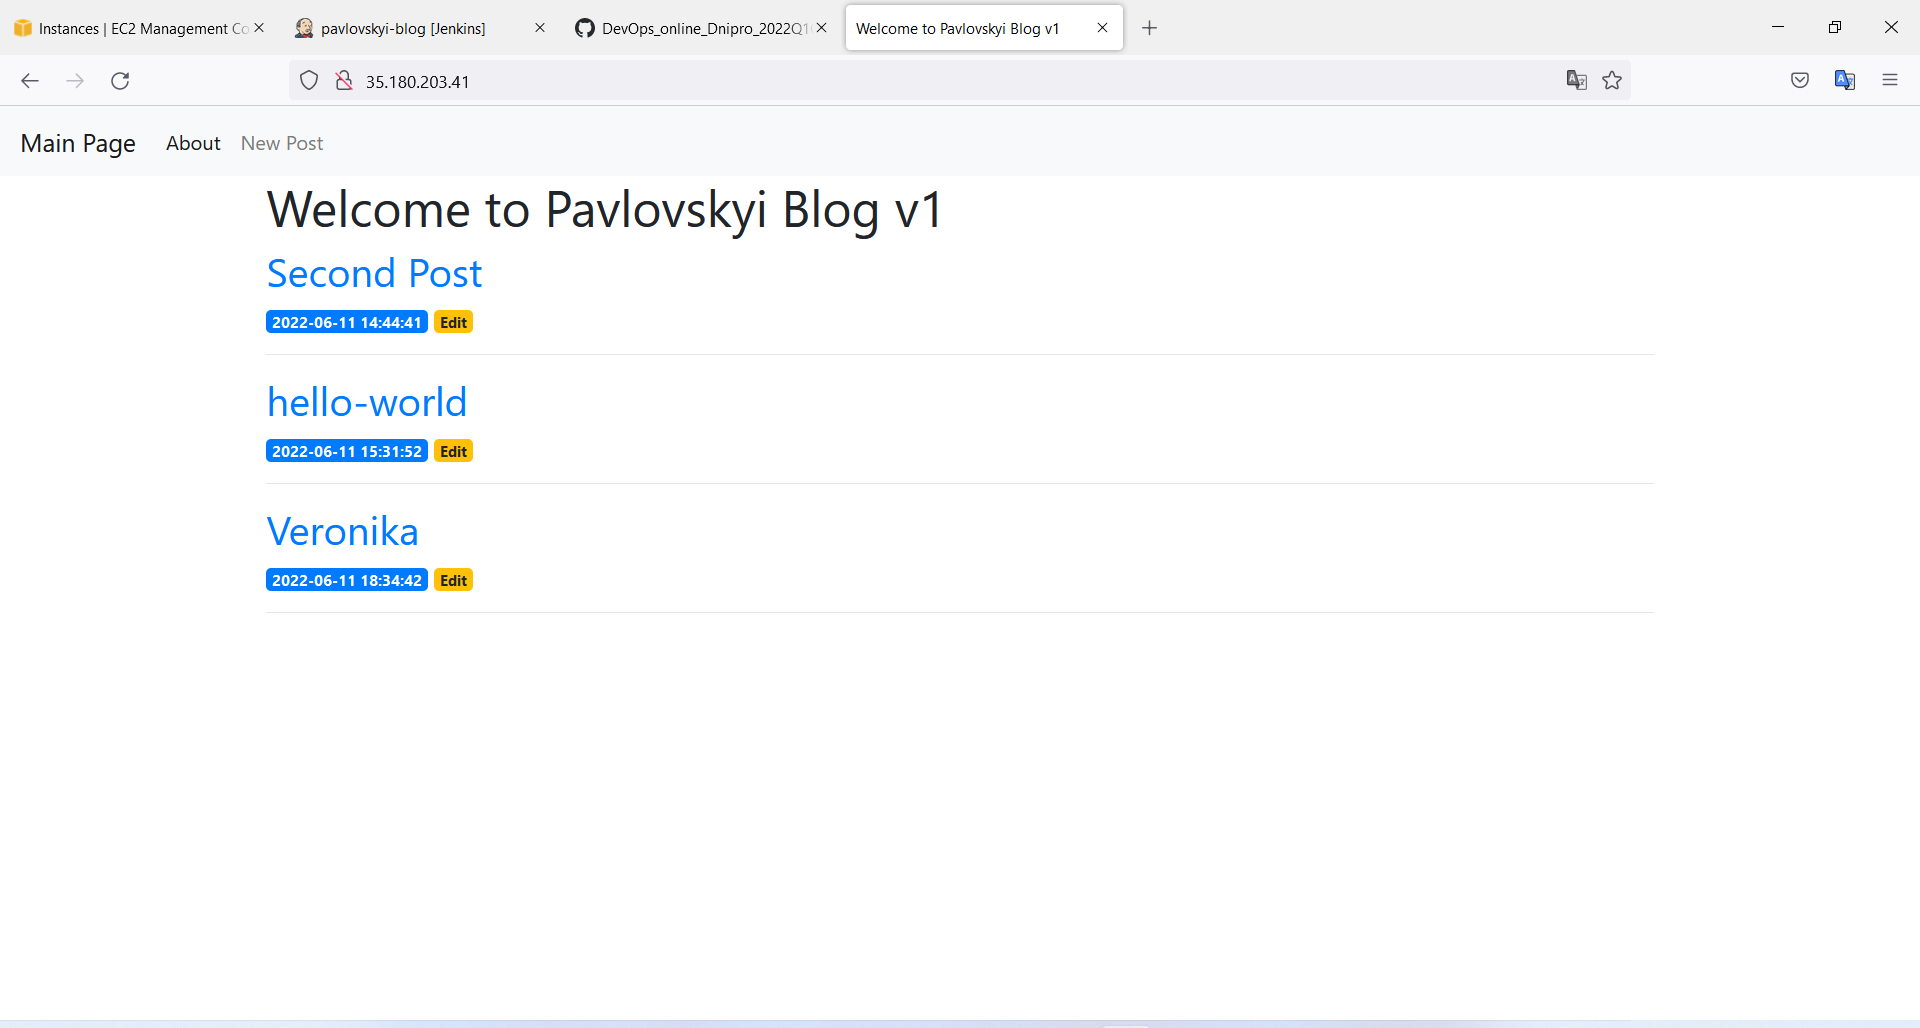 Instances | EC2 Management Co
pavlovskyi-blog [Jenkins]
DevOps_online_Dnipro_2022Q1
Welcome to Pavlovskyi Blog v1
35.180.203.41
Main Page
About
New Post
Welcome to Pavlovskyi Blog v1
Second Post
2022-06-11 14:44:41 Edit
hello-world
2022-06-11 15:31:52 Edit
Veronika
2022-06-11 18:34:42 Edit